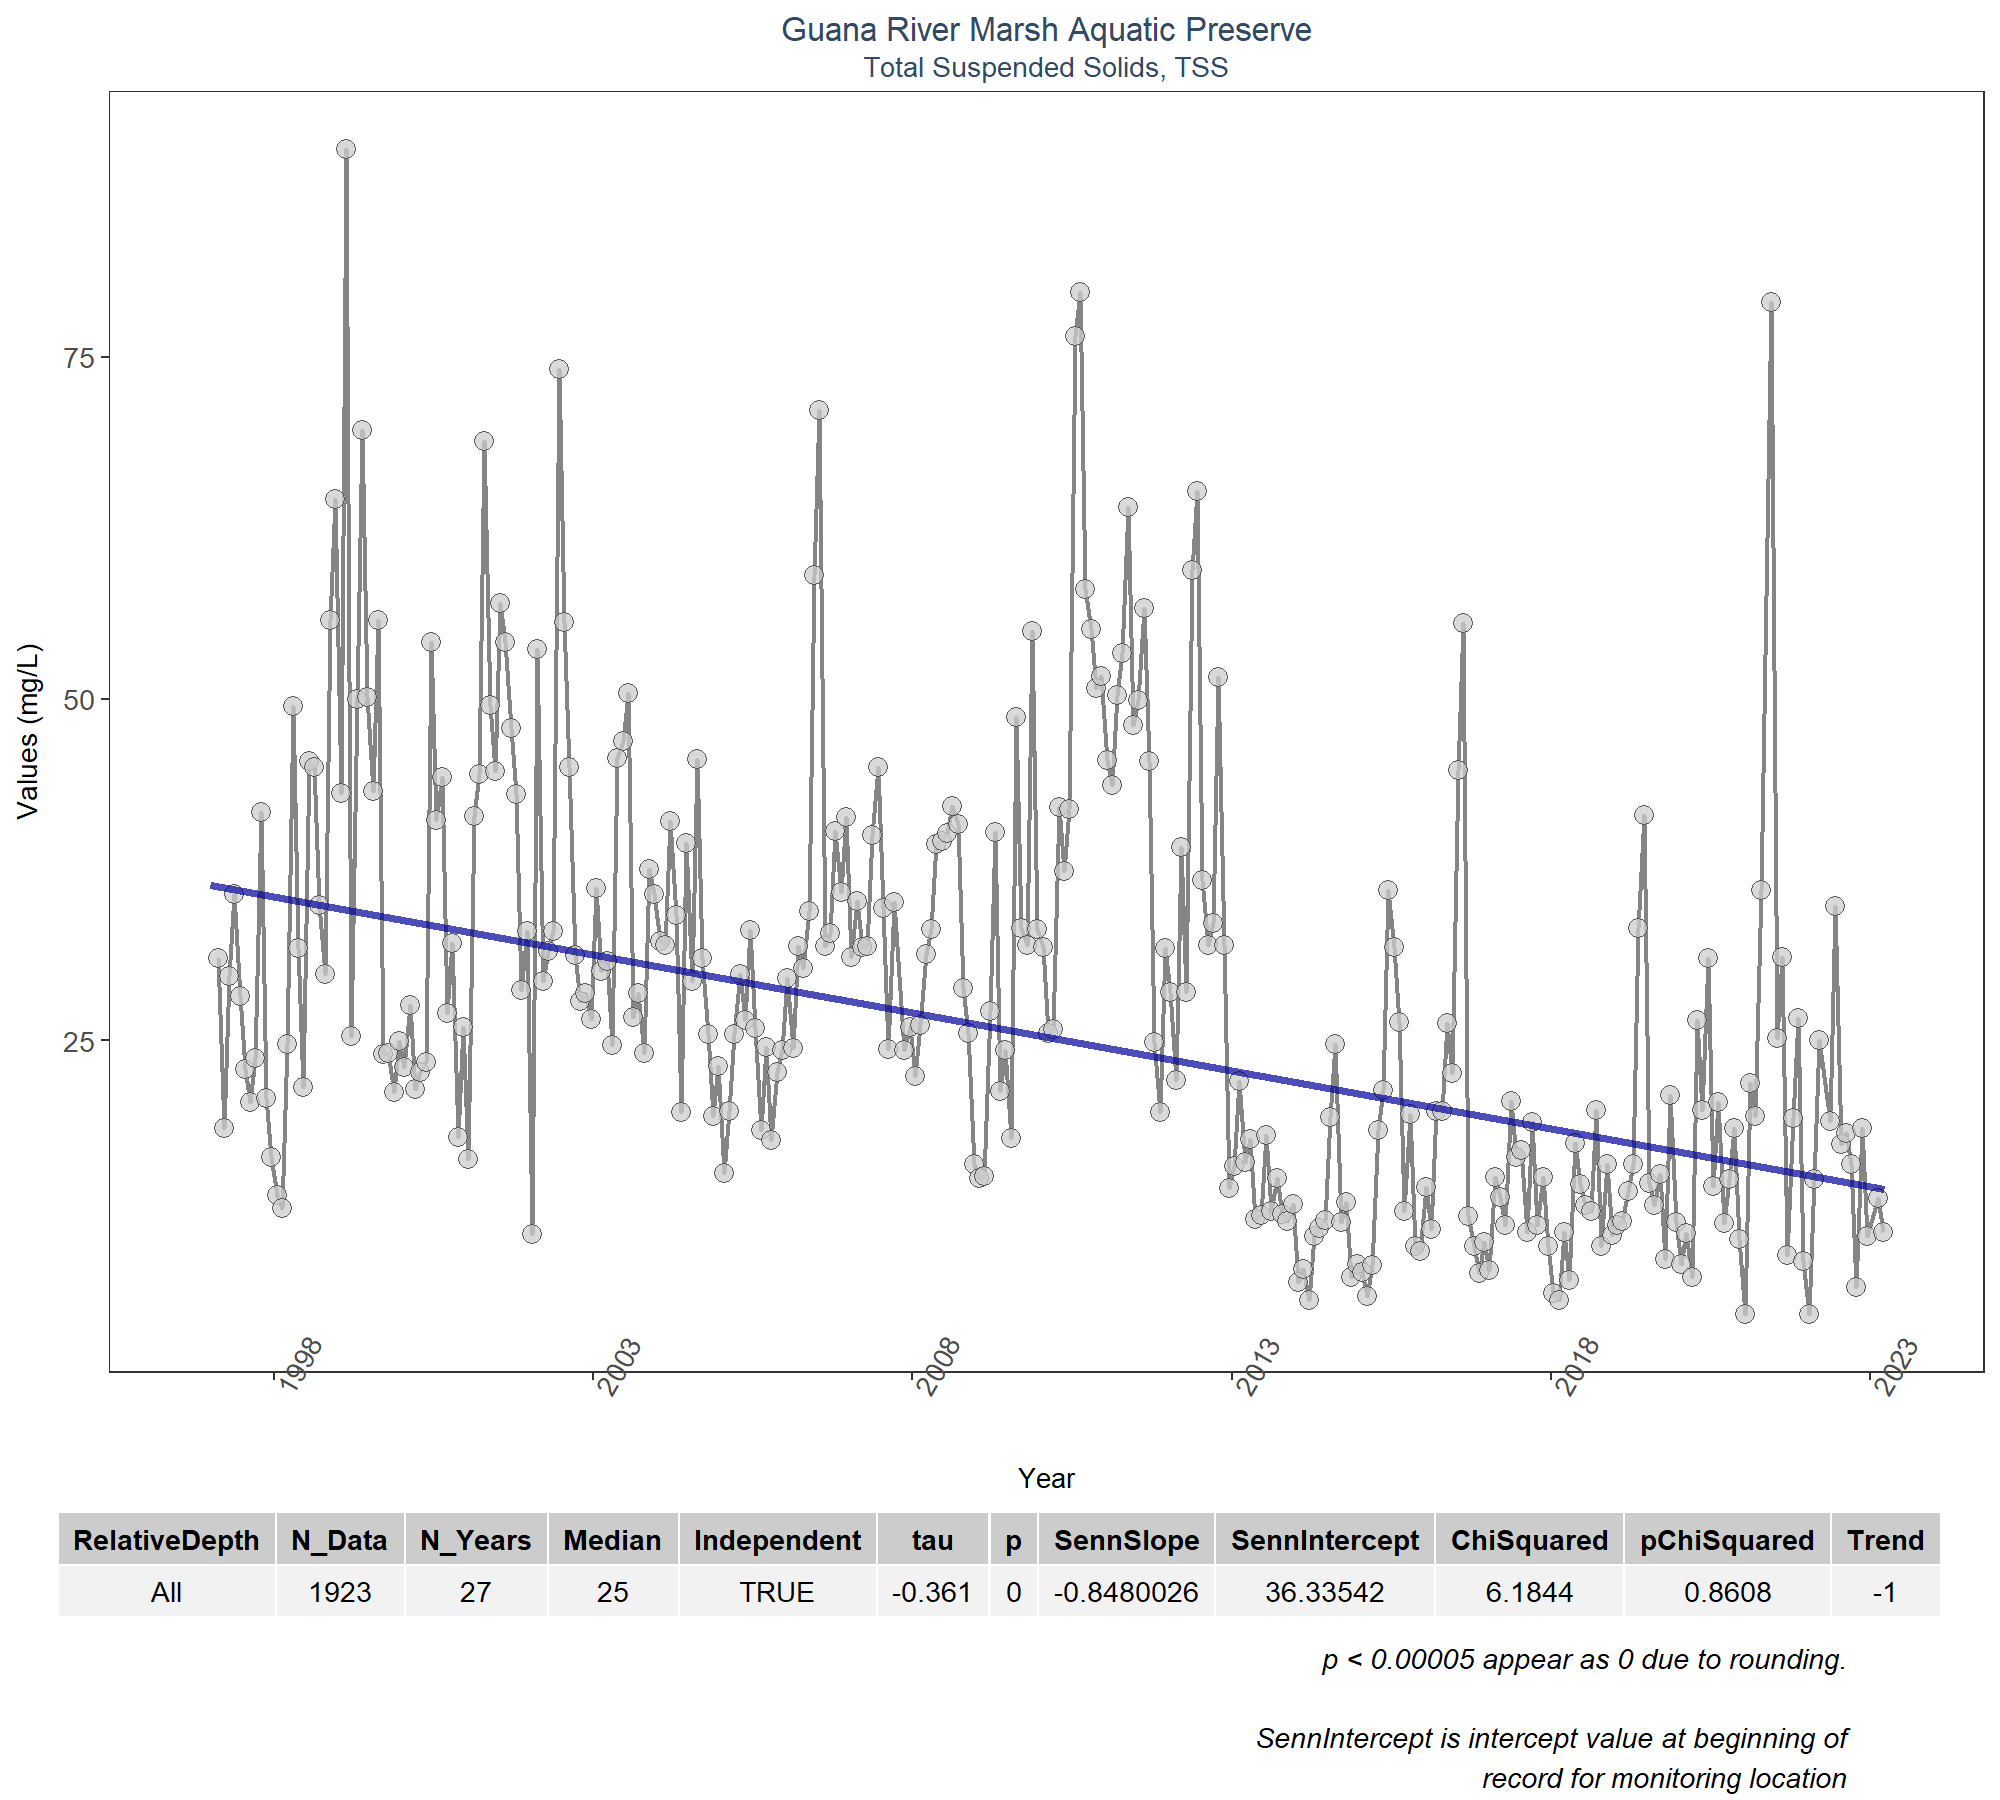 Guana River Marsh Aquatic Preserve
Total Suspended Solids, TSS
Values (mg/L)
75
50
25
1998 2003 2008 2013 2018 2023
Year
RelativeDepth N_Data N_Years Median Independent tau p SennSlope SennIntercept ChiSquared pChiSquared Trend
All 1923 27 25 TRUE -0.361 0 -0.8480026 36.33542 6.1844 0.8608 -1
p < 0.00005 appear as 0 due to rounding.
SennIntercept is intercept value at beginning of
record for monitoring location